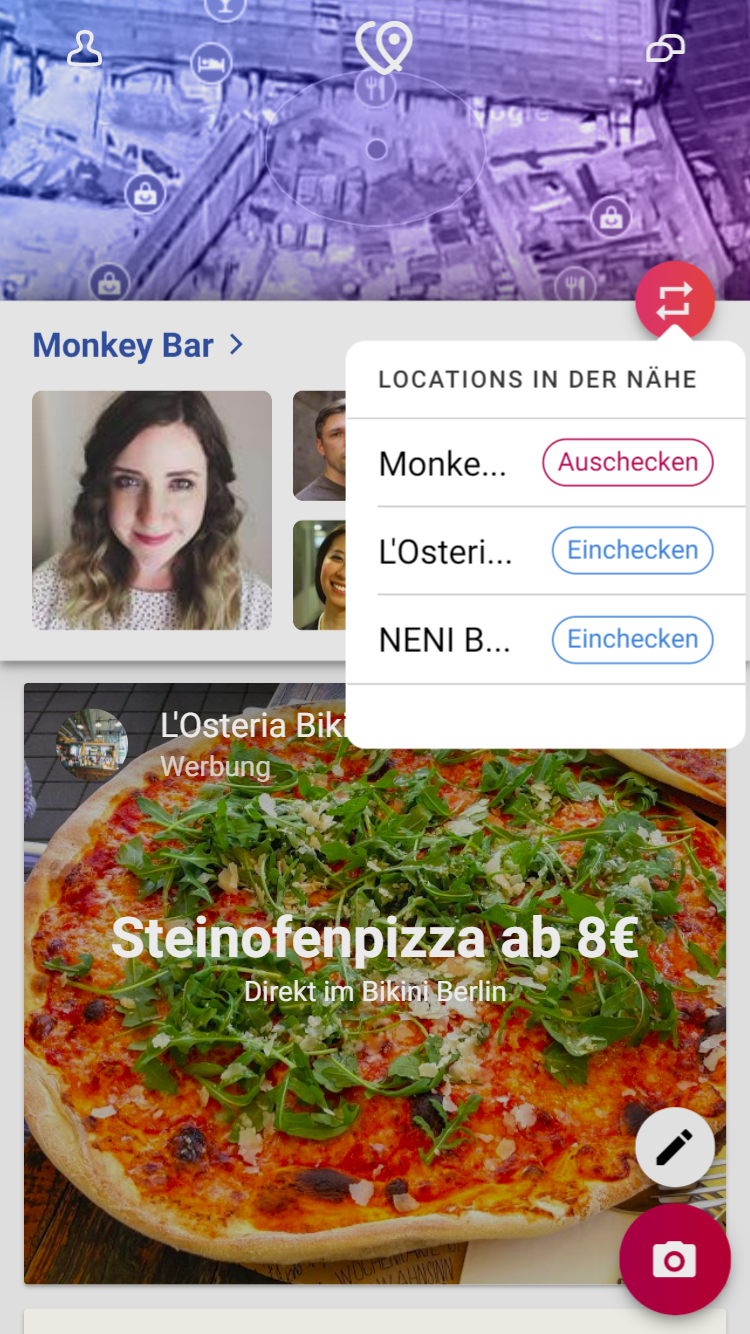 Google
Monkey Bar
LOCATIONS IN DER NÄHE
Monke... Auschecken
L'Osteri... Einchecken
NENI B... Einchecken
L'Osteria Biki
Werbung
Steinofenpizza ab 8€
Direkt im Bikini Berlin